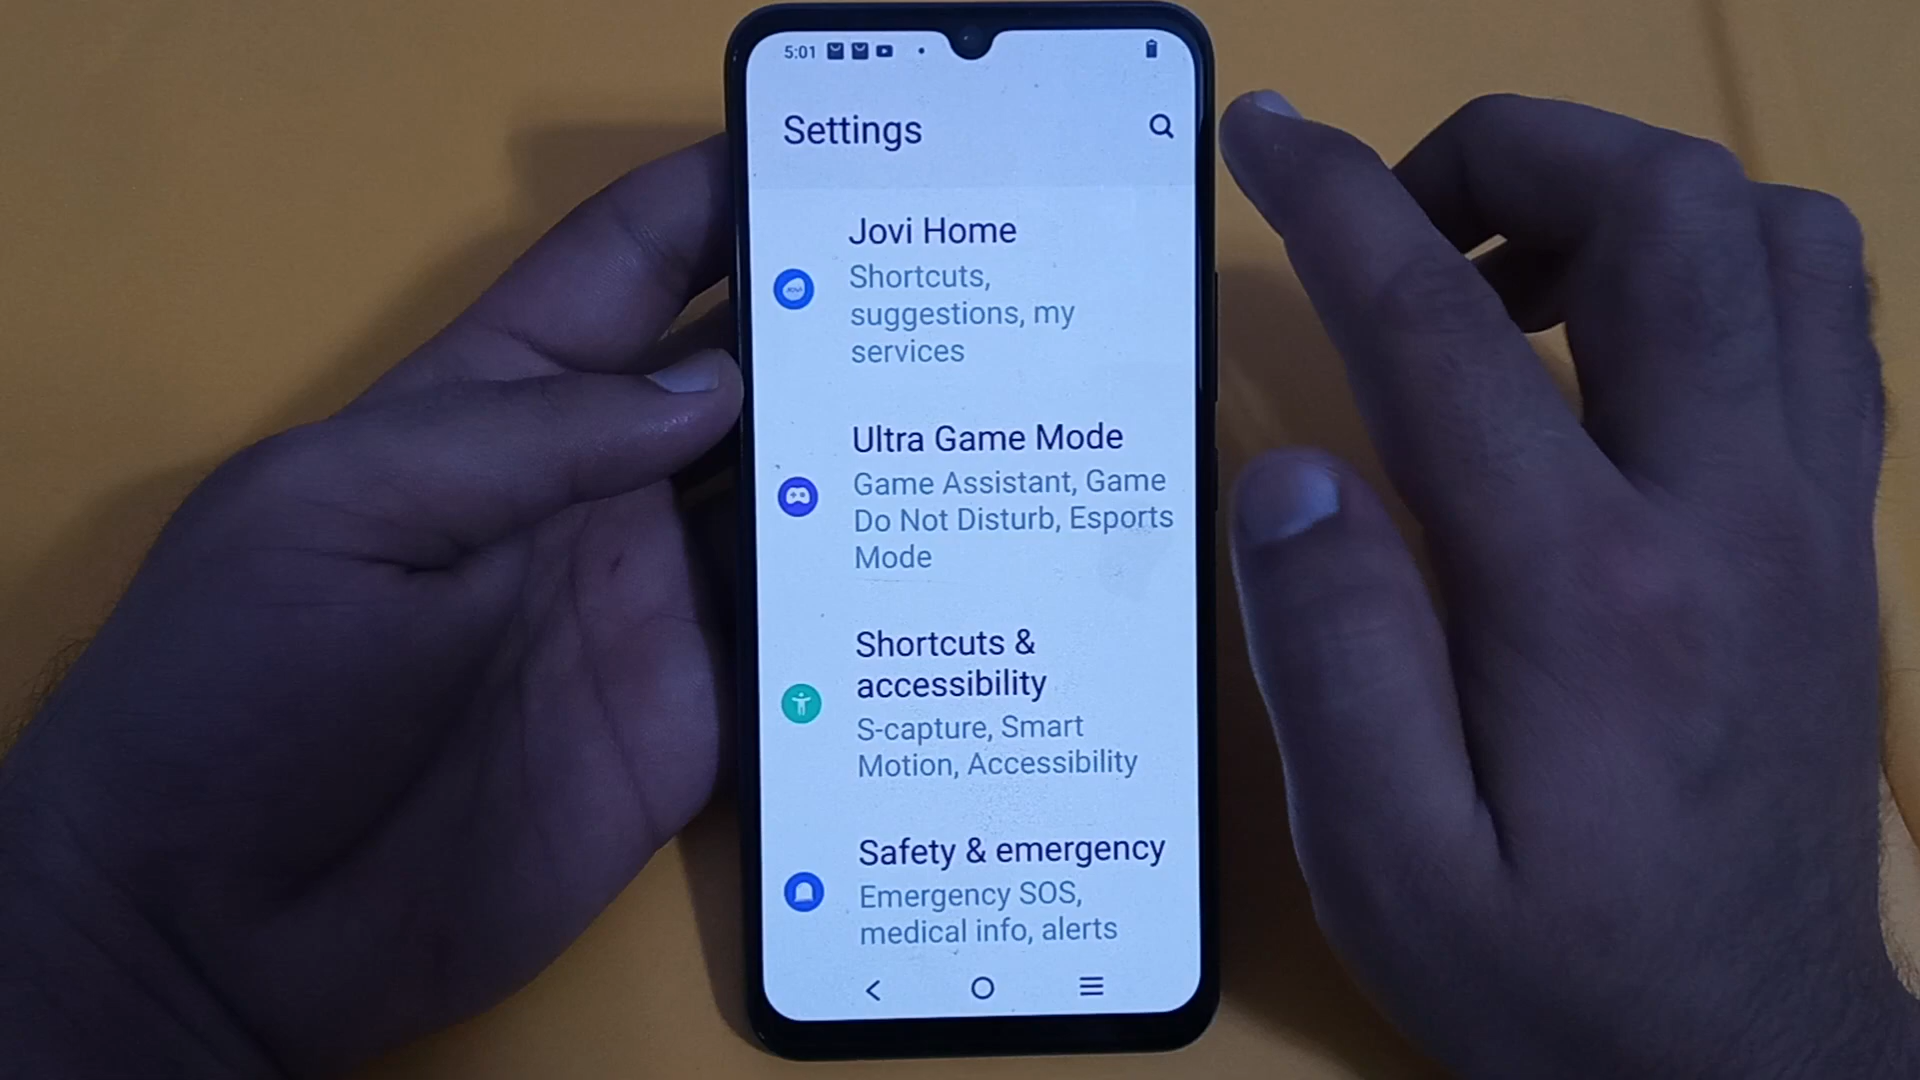 5:01
Settings
Jovi Home
Shortcuts,
suggestions, my
services
Ultra Game Mode
Game Assistant, Game
Do Not Disturb, Esports
Mode
Shortcuts &
accessibility
S-capture, Smart
Motion, Accessibility
Safety & emergency
Emergency SOS,
medical info, alerts